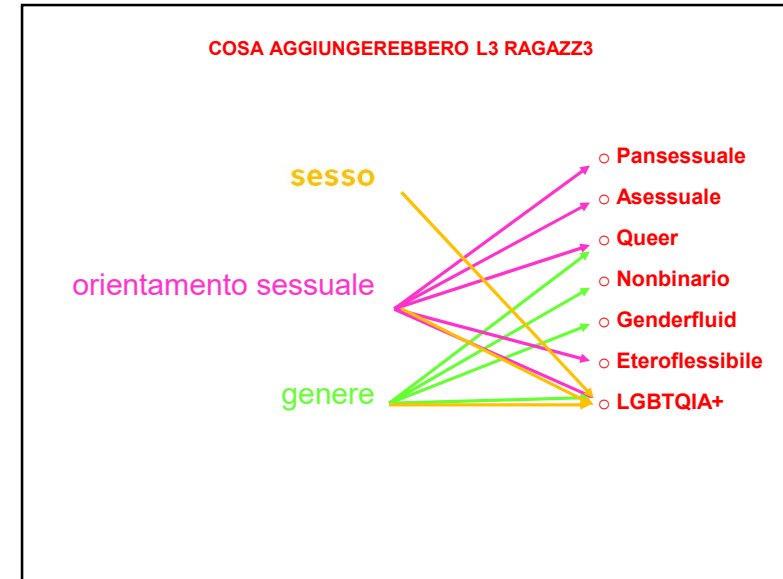 COSA AGGIUNGEREBBERO L3 RAGAZZ3
sesso
orientamento sessuale
genere
○ Pansessuale
○ Asessuale
○ Queer
○ Nonbinario
○ Genderfluid
○ Eteroflessibile
○ LGBTQIA+